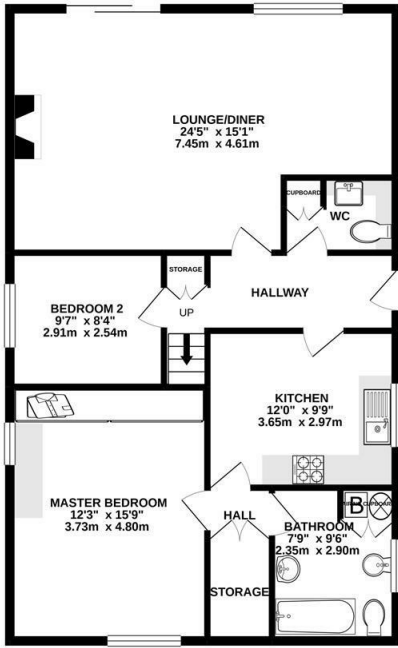 LOUNGE/DINER
24'5" x 15'1"
7.45m x 4.61m
CUPBOARD
WC
STORAGE
HALLWAY
BEDROOM 2
9'7" x 8'4"
2.91m x 2.54m
UP
KITCHEN
12'0" x 9'9"
3.65m x 2.97m
MASTER BEDROOM
12'3" x 15'9"
3.73m x 4.80m
HALL
B
CUPBOARD
BATHROOM
7'9" x 9'6"
2.35m x 2.90m
STORAGE